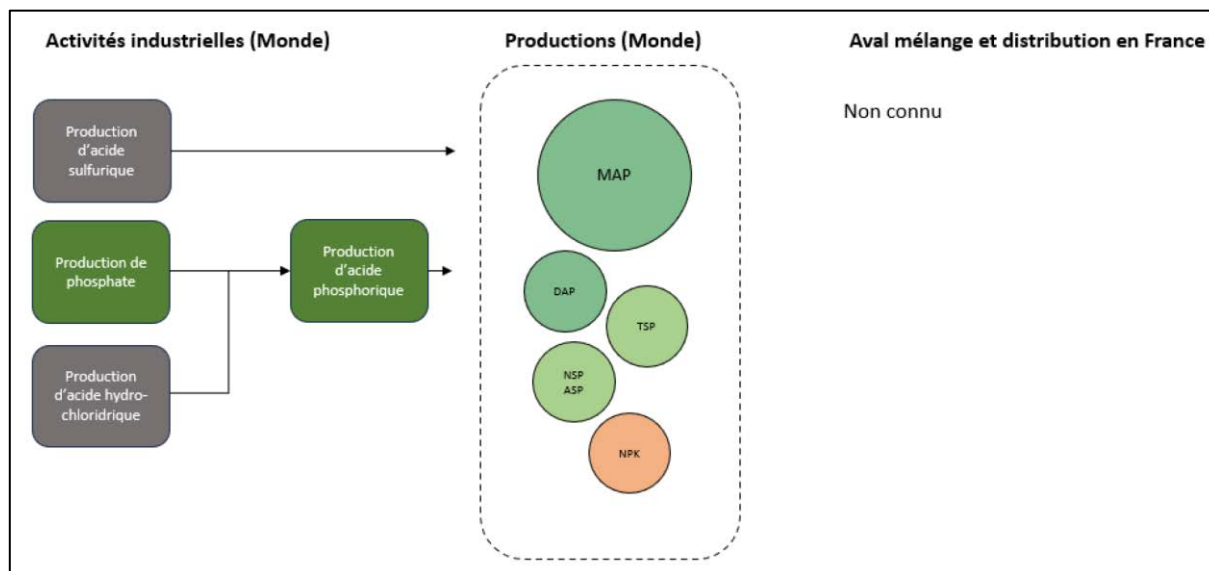 Activités industrielles (Monde)
Productions (Monde)
Aval mélange et distribution en France
Production
d'acide
sulfurique
Production de
phosphate
Production
d'acide hydro-
chloridrique
Production
d'acide
phosphorique
MAP
DAP
TSP
NSP
ASP
NPK
Non connu